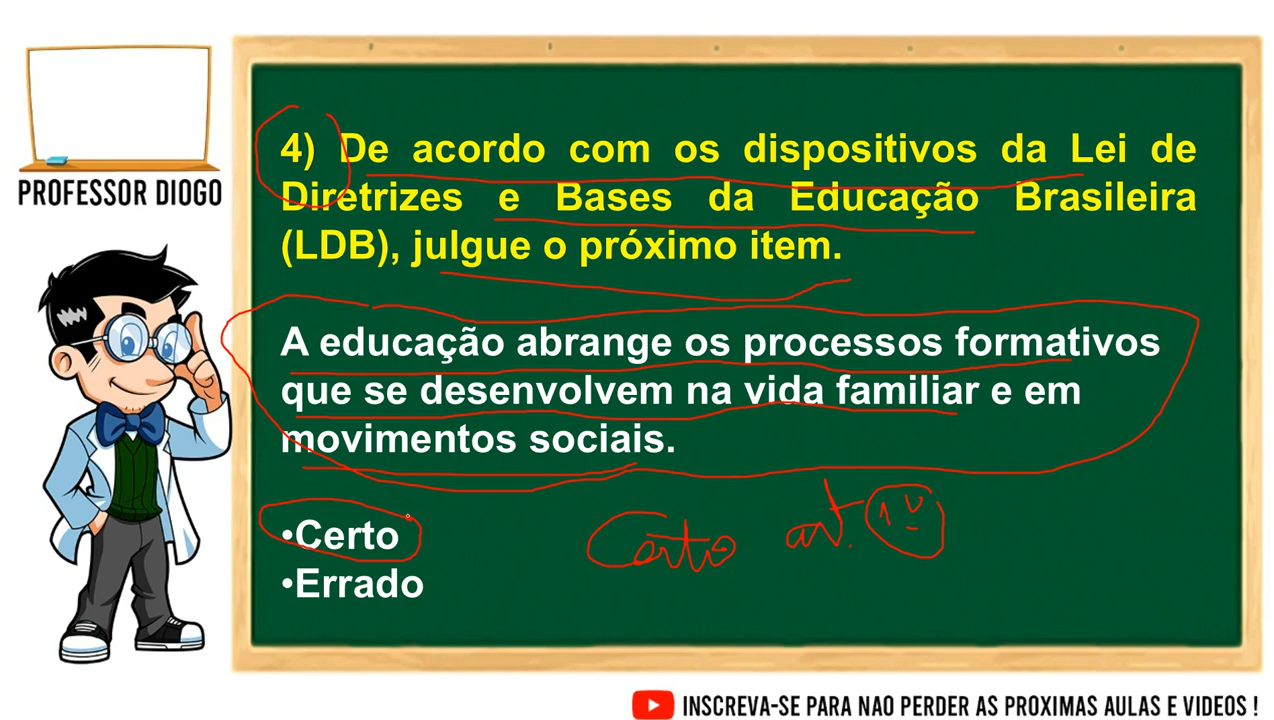 PROFESSOR DIOGO
4) De acordo com os dispositivos da Lei de
Diretrizes e Bases da Educação Brasileira
(LDB), julgue o próximo item.
A educação abrange os processos formativos
que se desenvolvem na vida familiar e em
movimentos sociais.
•Certo
Certo art. 1º
•Errado
INSCREVA-SE PARA NAO PERDER AS PROXIMAS AULAS E VIDEOS !